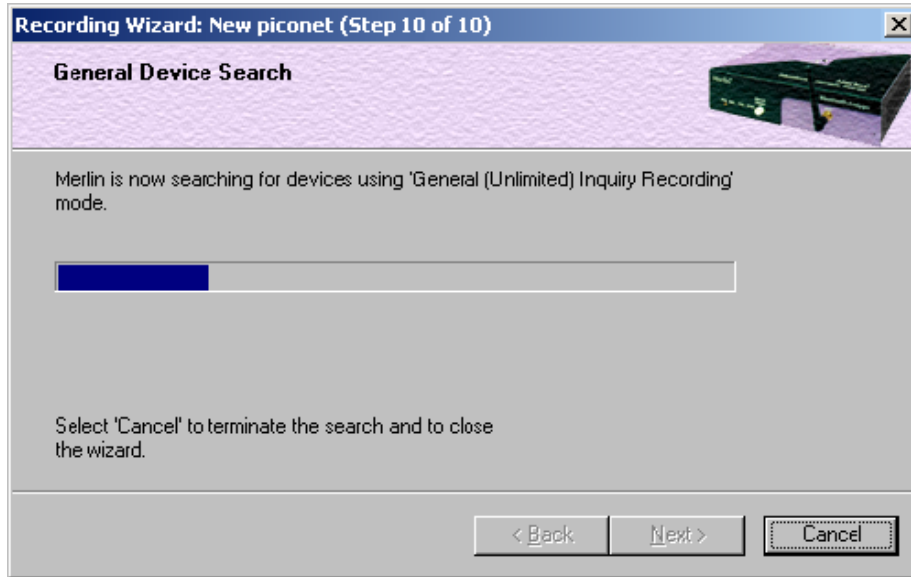 Recording Wizard: New piconet (Step 10 of 10)
General Device Search
Merlin is now searching for devices using 'General (Unlimited) Inquiry Recording'
mode.
Select 'Cancel' to terminate the search and to close
the wizard.
< Back
Next >
Cancel